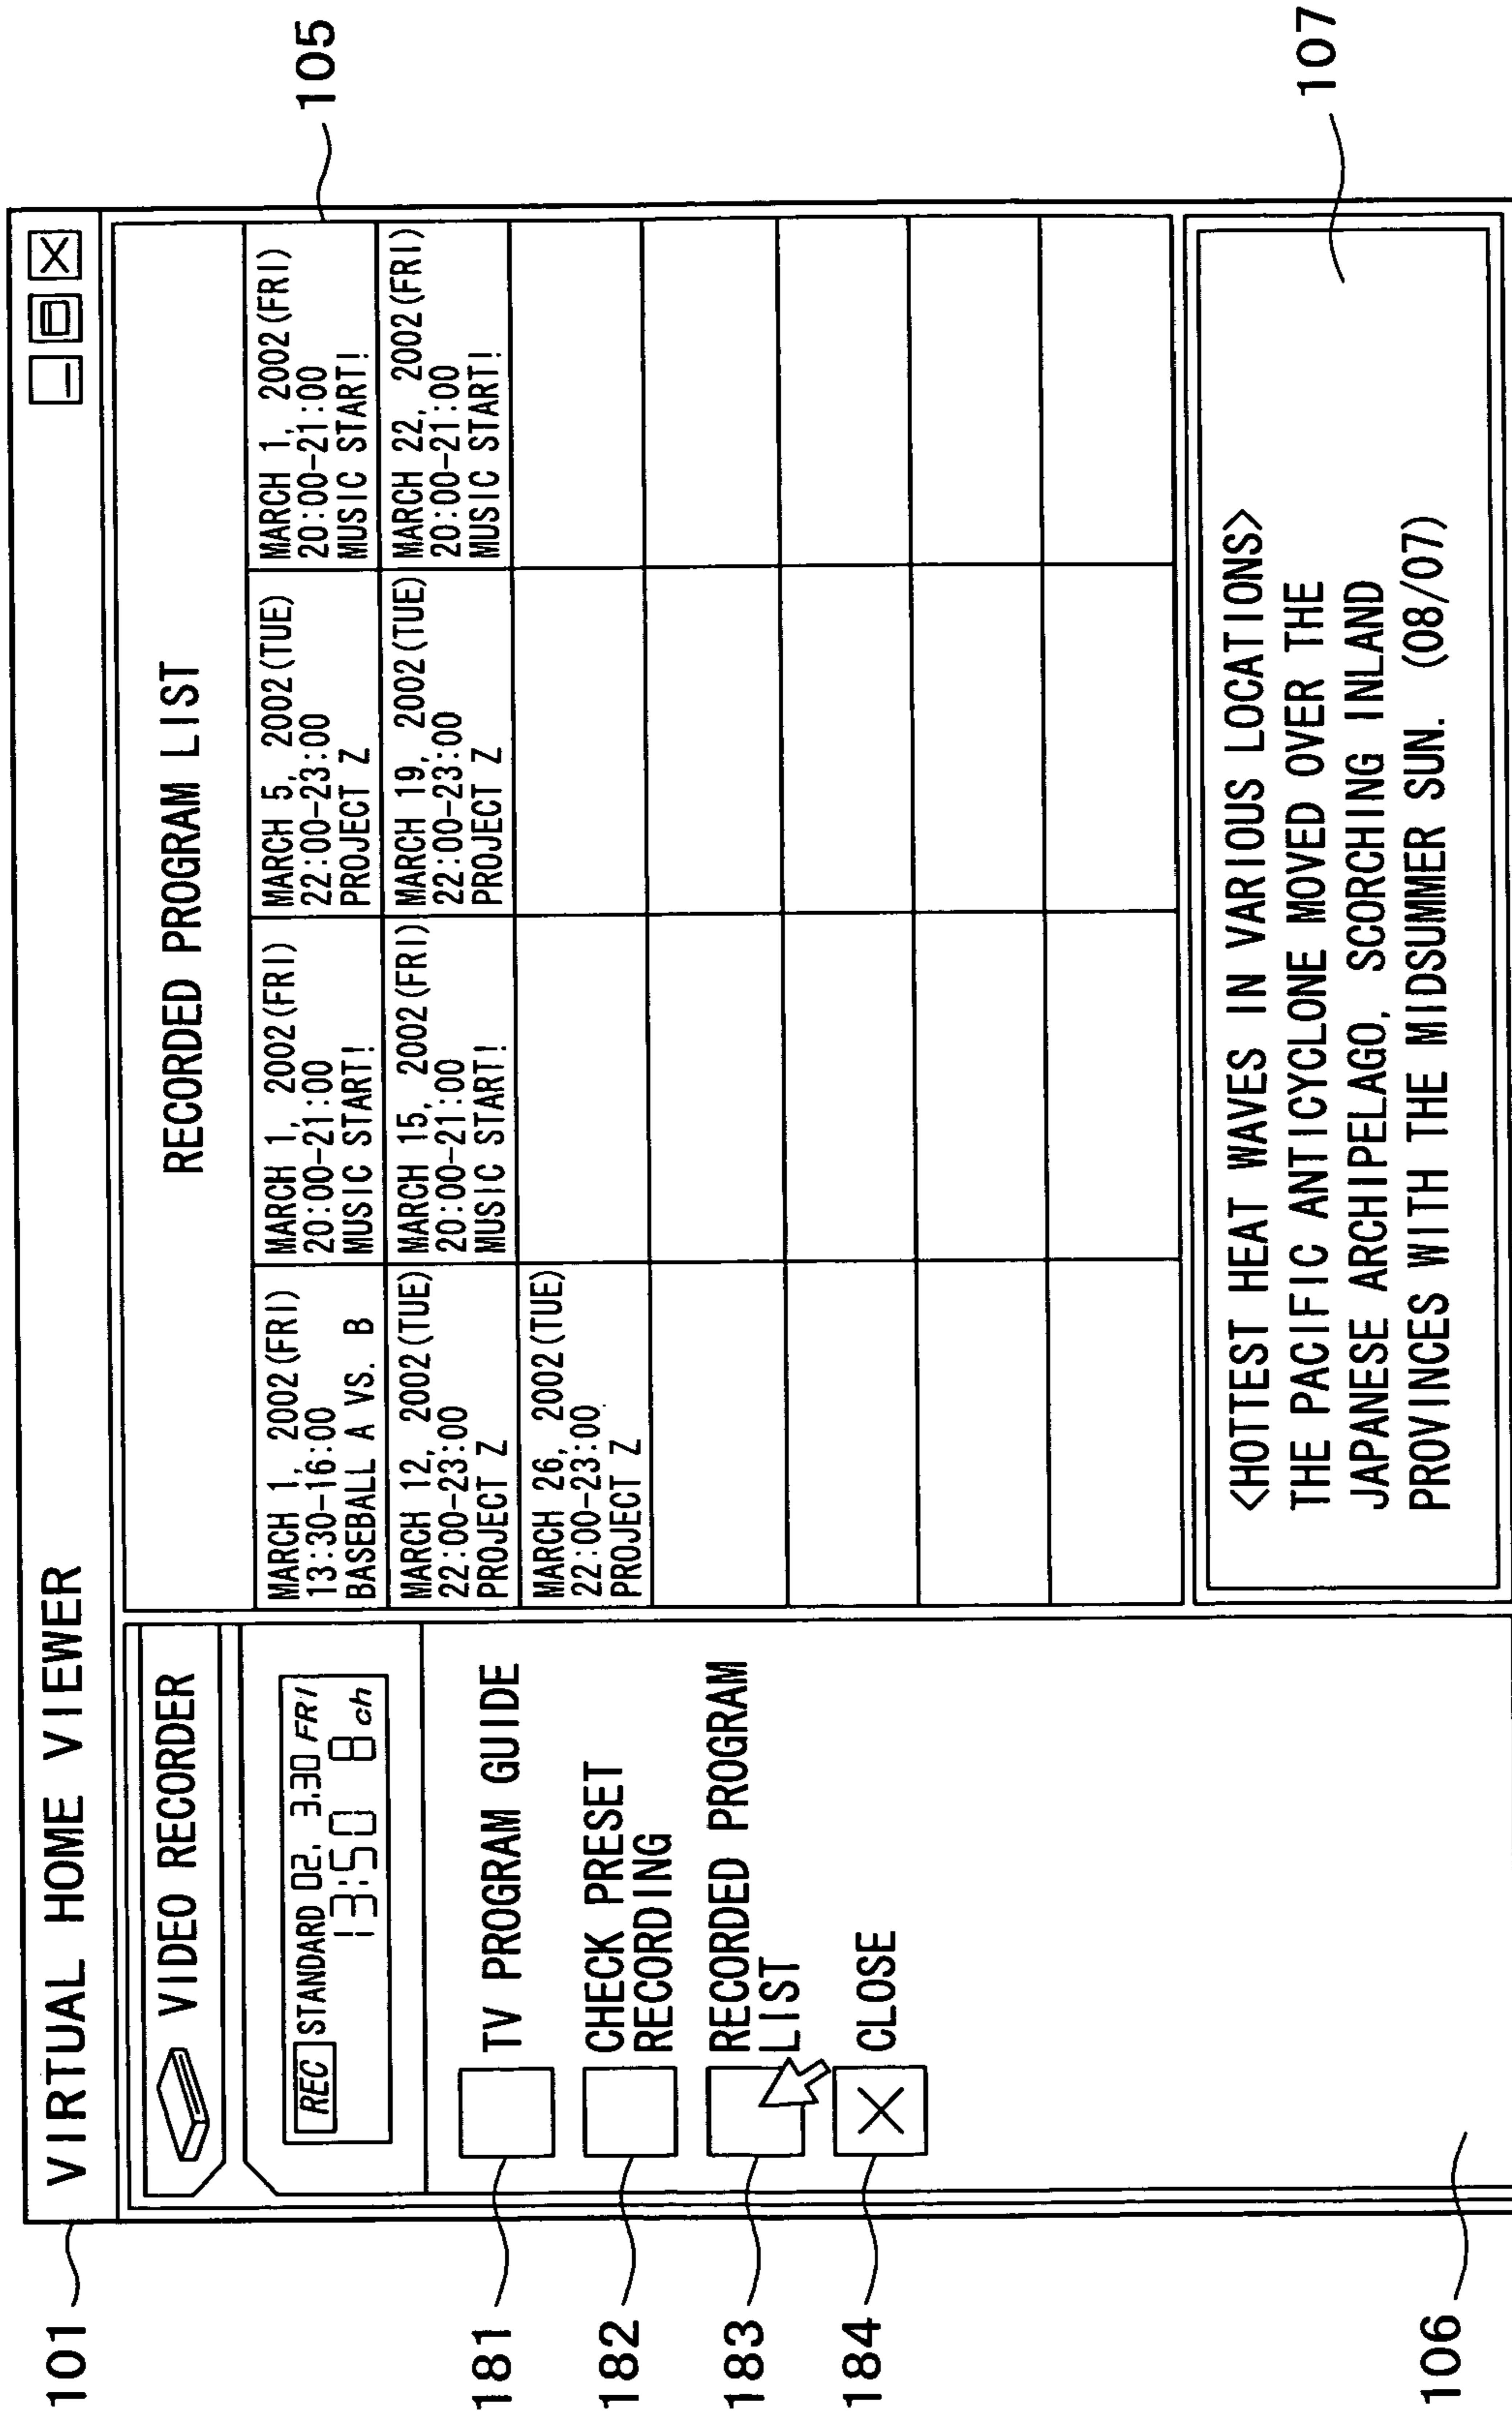 101
VIRTUAL HOME VIEWER
VIDEO RECORDER
REC STANDARD 02. 3.30 FRI
13:50 8 ch
181
TV PROGRAM GUIDE
182
CHECK PRESET
RECORDING
183
RECORDED PROGRAM
LIST
184
CLOSE
106
RECORDED PROGRAM LIST
105
MARCH 1, 2002(FRI)
13:30-16:00
BASEBALL A VS. B
MARCH 1, 2002(FRI)
20:00-21:00
MUSIC START!
MARCH 5, 2002(TUE)
22:00-23:00
PROJECT Z
MARCH 1, 2002(FRI)
20:00-21:00
MUSIC START!
MARCH 12, 2002(TUE)
22:00-23:00
PROJECT Z
MARCH 15, 2002(FRI)
20:00-21:00
MUSIC START!
MARCH 19, 2002(TUE)
22:00-23:00
PROJECT Z
MARCH 22, 2002(FRI)
20:00-21:00
MUSIC START!
MARCH 26, 2002(TUE)
22:00-23:00
PROJECT Z
<HOTTEST HEAT WAVES IN VARIOUS LOCATIONS>
THE PACIFIC ANTICYCLONE MOVED OVER THE
JAPANESE ARCHIPELAGO, SCORCHING INLAND
PROVINCES WITH THE MIDSUMMER SUN. (08/07)
107